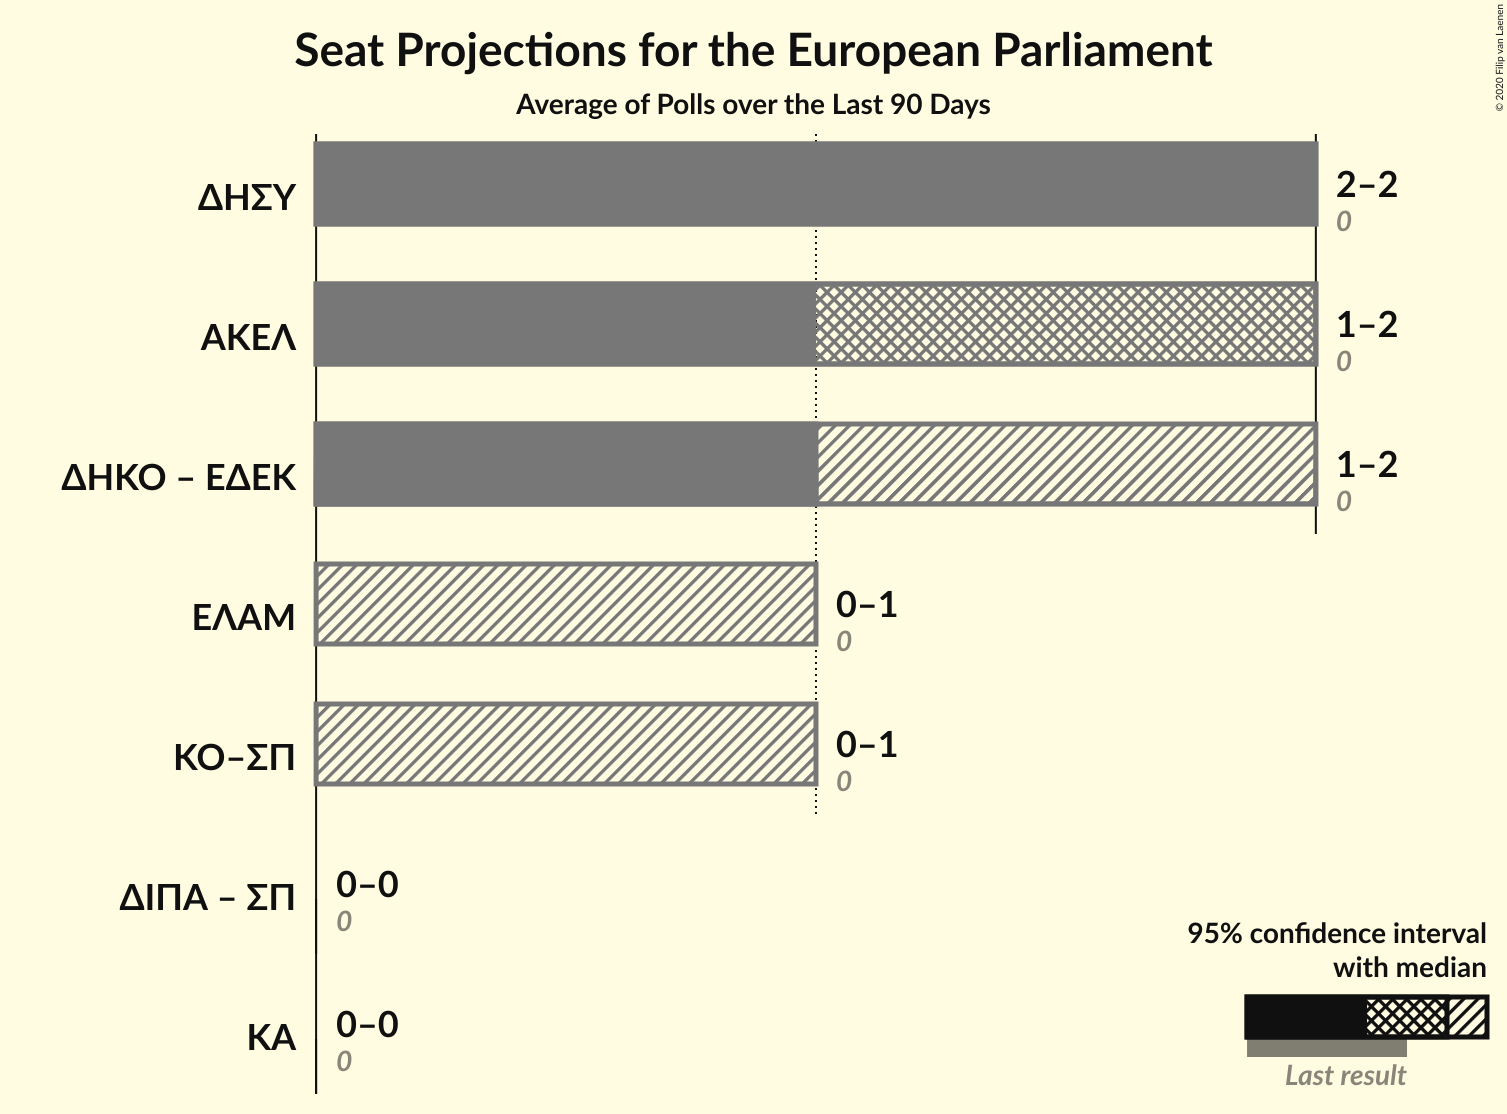 Seat Projections for the European Parliament
Average of Polls over the Last 90 Days
© 2020 Filip van Laenen
ΔΗΣΥ
2–2
0
ΑΚΕΛ
1–2
0
ΔΗΚΟ – ΕΔΕΚ
1–2
0
ΕΛΑΜ
0–1
0
ΚΟ–ΣΠ
0–1
0
ΔΙΠΑ – ΣΠ
0–0
0
ΚΑ
0–0
0
95% confidence interval
with median
Last result